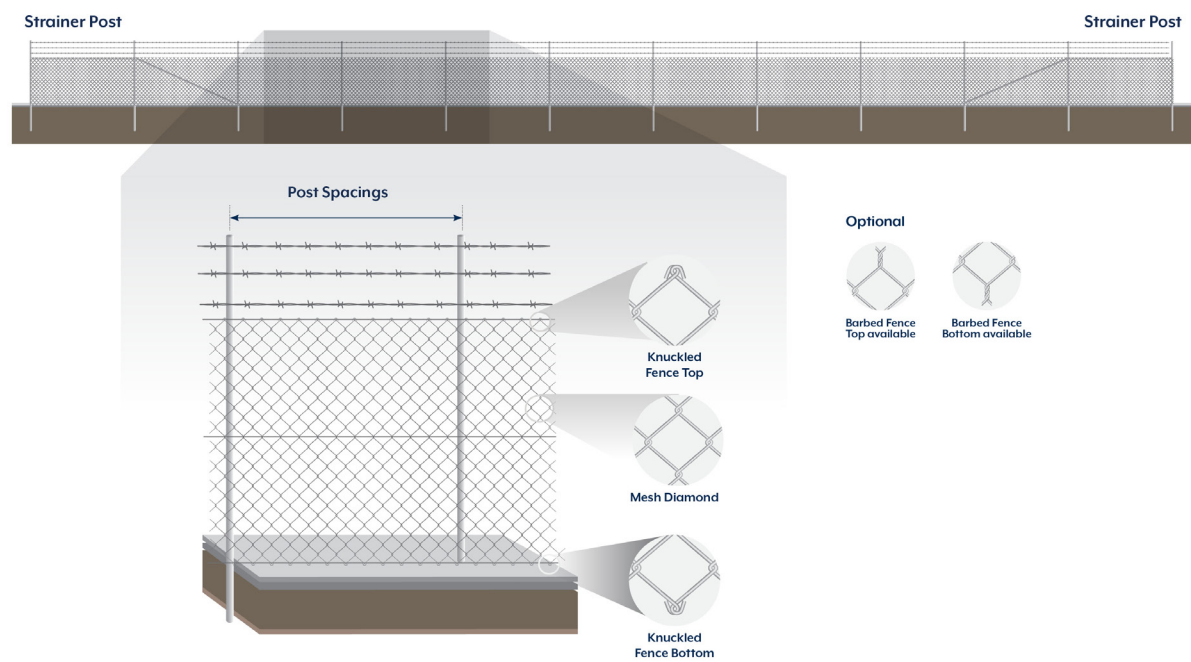 Strainer Post
Strainer Post
Post Spacings
Optional
Barbed Fence
Top available
Barbed Fence
Bottom available
Knuckled
Fence Top
Mesh Diamond
Knuckled
Fence Bottom